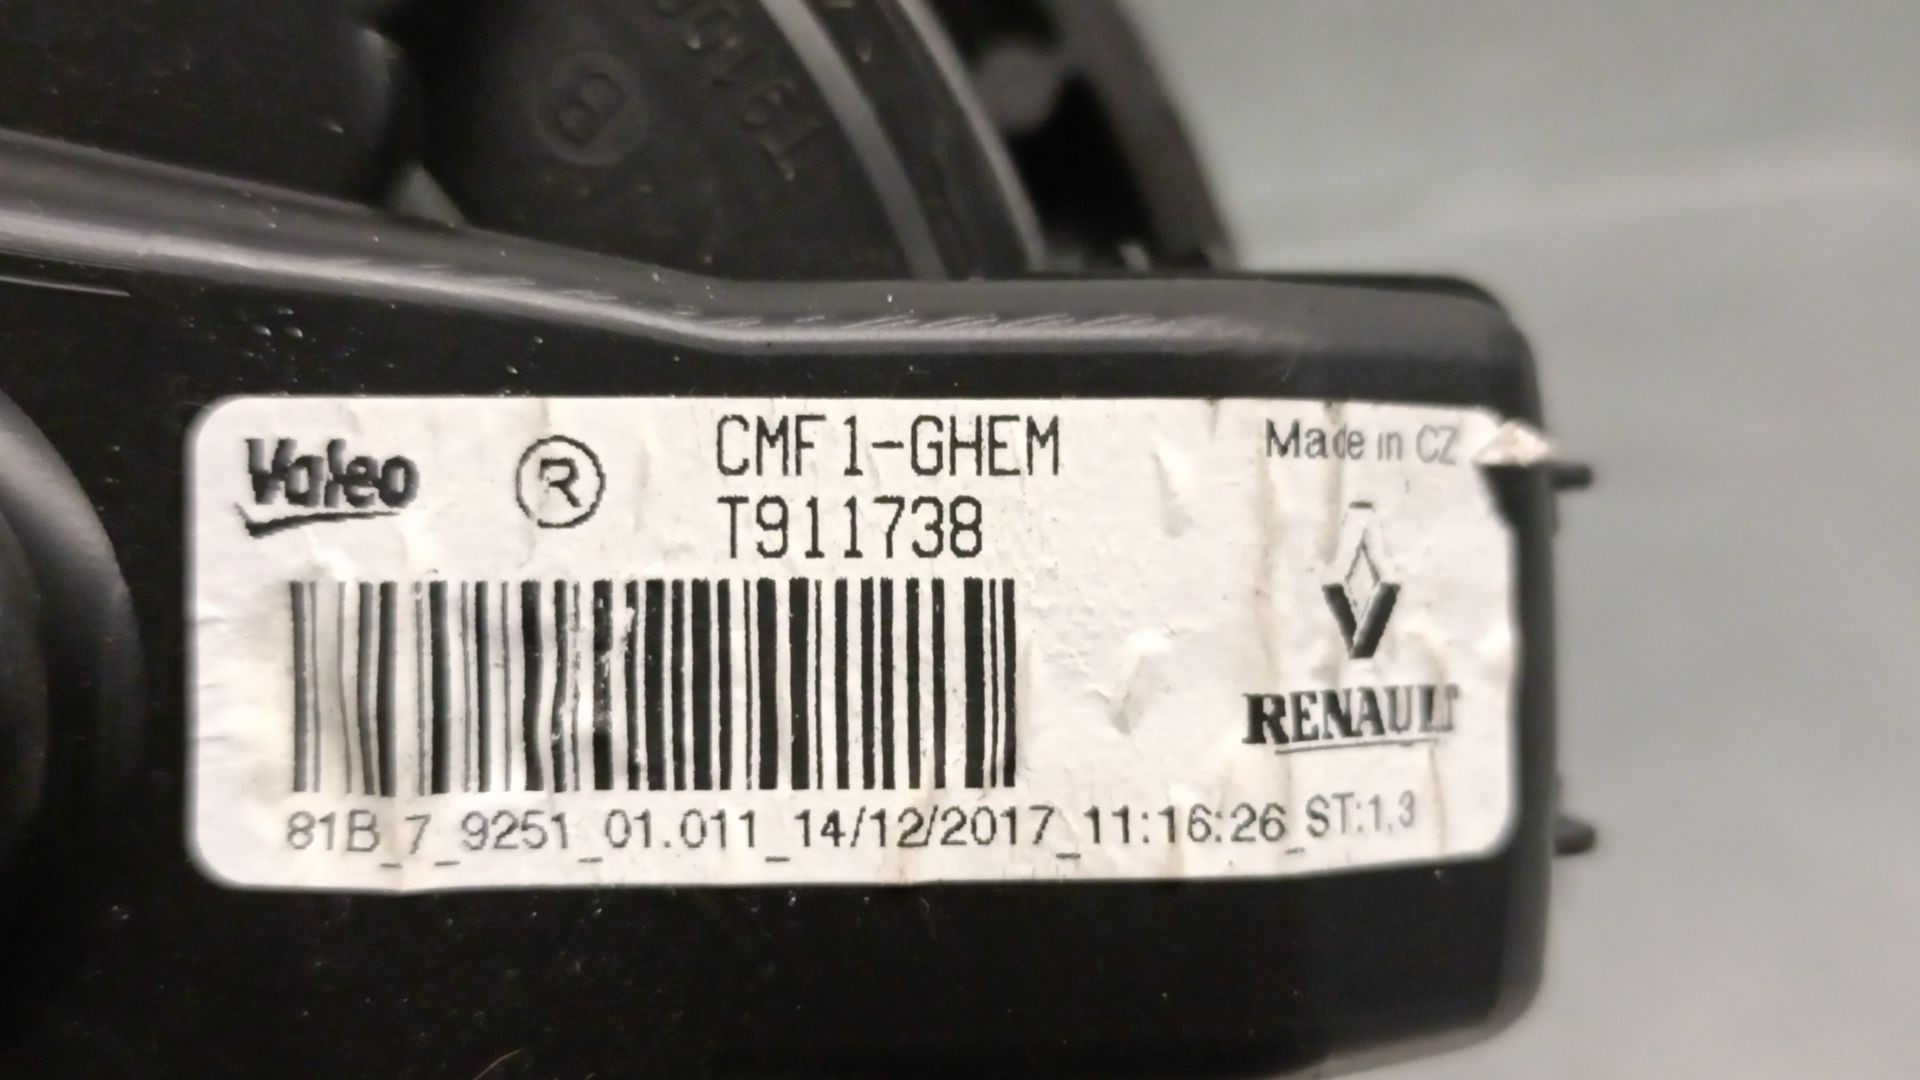 Valeo ® CMF1-GHEM Made in CZ
T911738
RENAULT
81B_7_9251_01.011_14/12/2017_11:16:26_ST:1,3
B